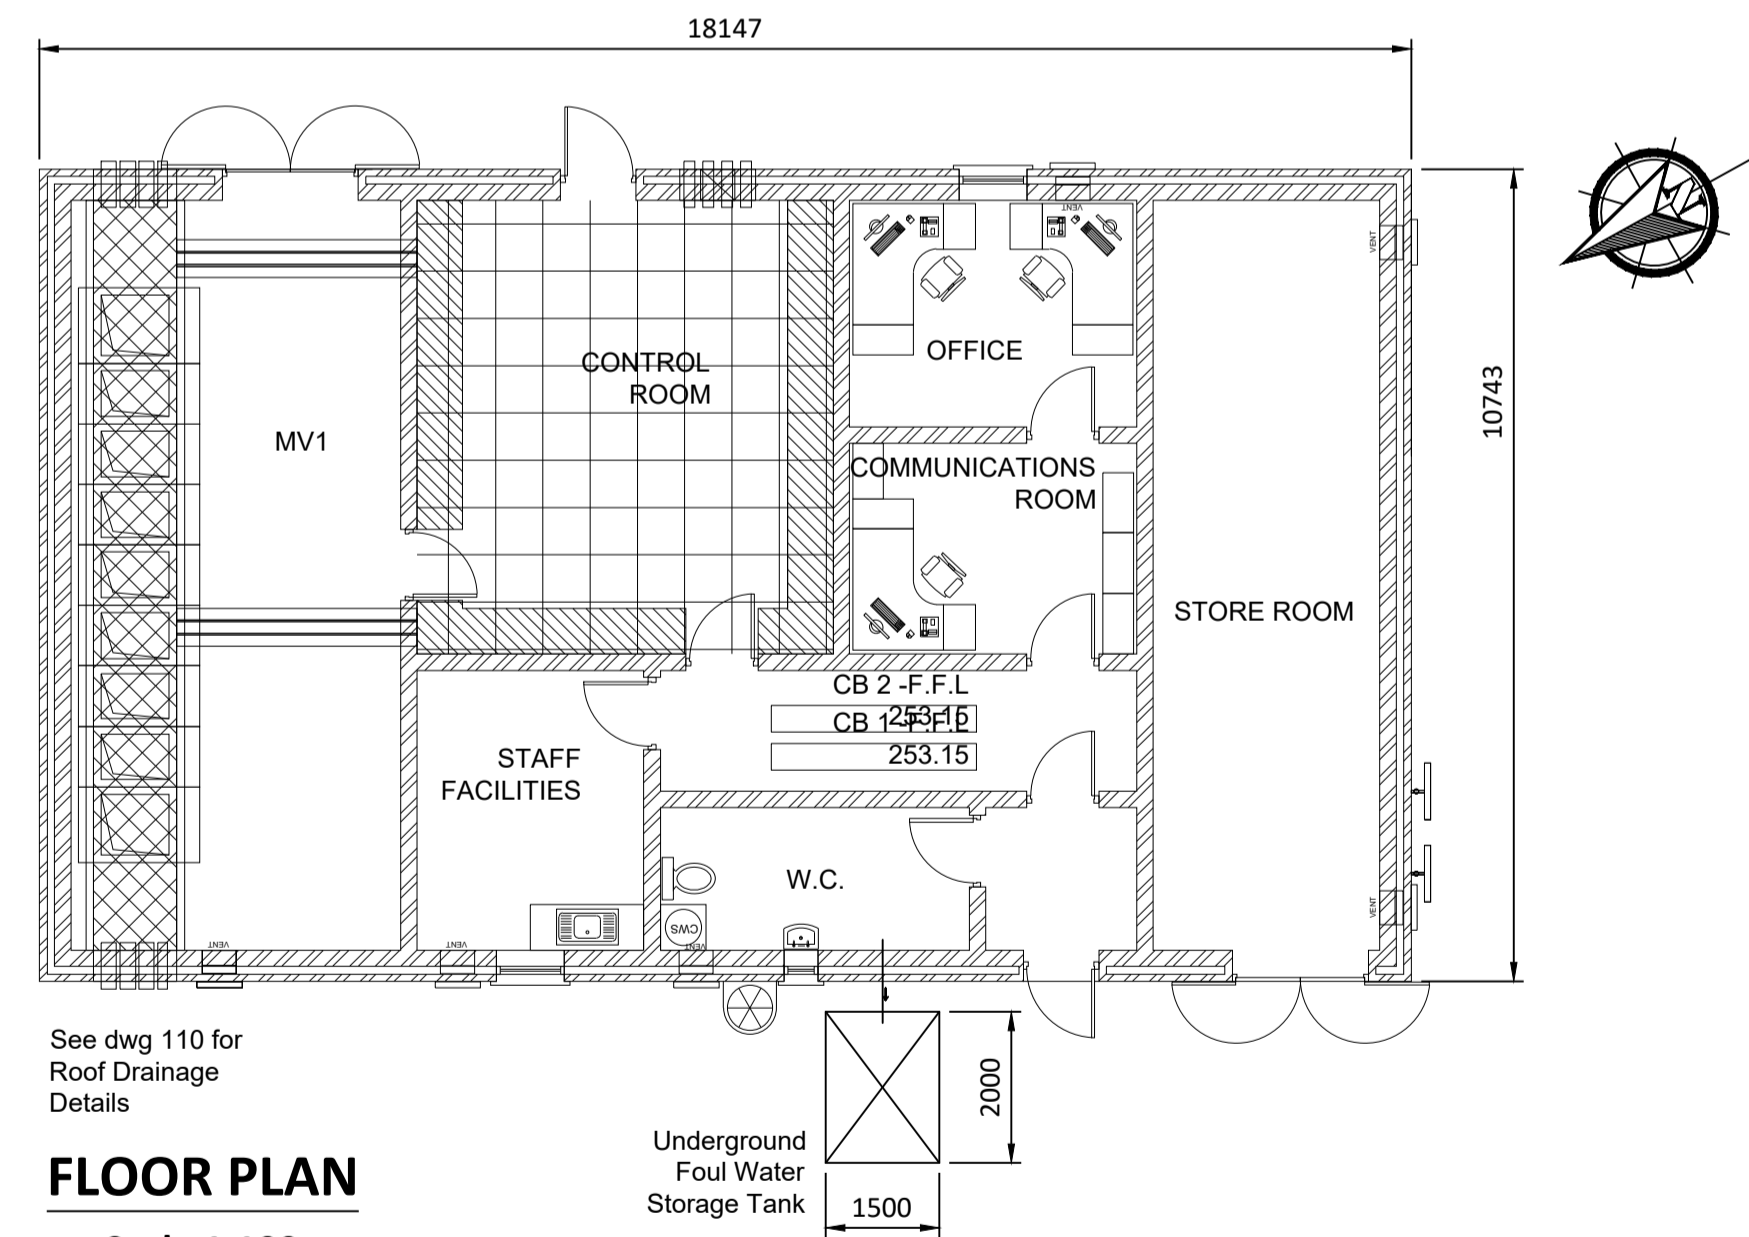 18147
VENT
VENT
CONTROL
ROOM
OFFICE
10743
MV1
COMMUNICATIONS
ROOM
STORE ROOM
CB 2 -F.F.L
253.15
CB 1 -F.F.L
253.15
STAFF
FACILITIES
W.C.
CWS
VENT
VENT
VENT
VENT
See dwg 110 for
Roof Drainage
Details
2000
Underground
Foul Water
Storage Tank
1500
FLOOR PLAN